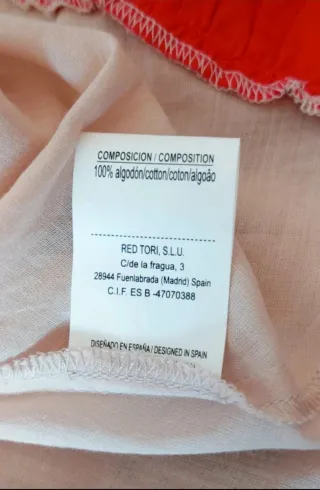 COMPOSICION / COMPOSITION
100% algodón/cotton/coton/algoão
RED TORI, S.L.U.
C/de la fragua, 3
28944 Fuenlabrada (Madrid) Spain
C.I.F. ES B -47070388
DISEÑADO EN ESPAÑA / DESIGNED IN SPAIN